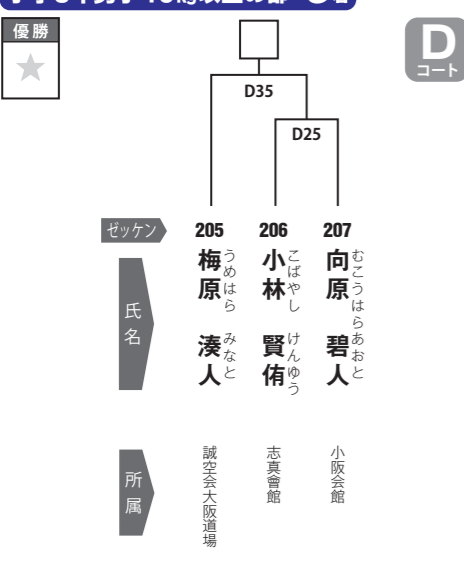 優勝
D
コート
D35
D25
ゼッケン
205 206 207
氏名
梅原 湊人
うめはら みなと
小林 賢侑
こばやし けんゆう
向原 碧人
むこうはら あおと
所属
誠空会大阪道場
志真會館
小阪会館